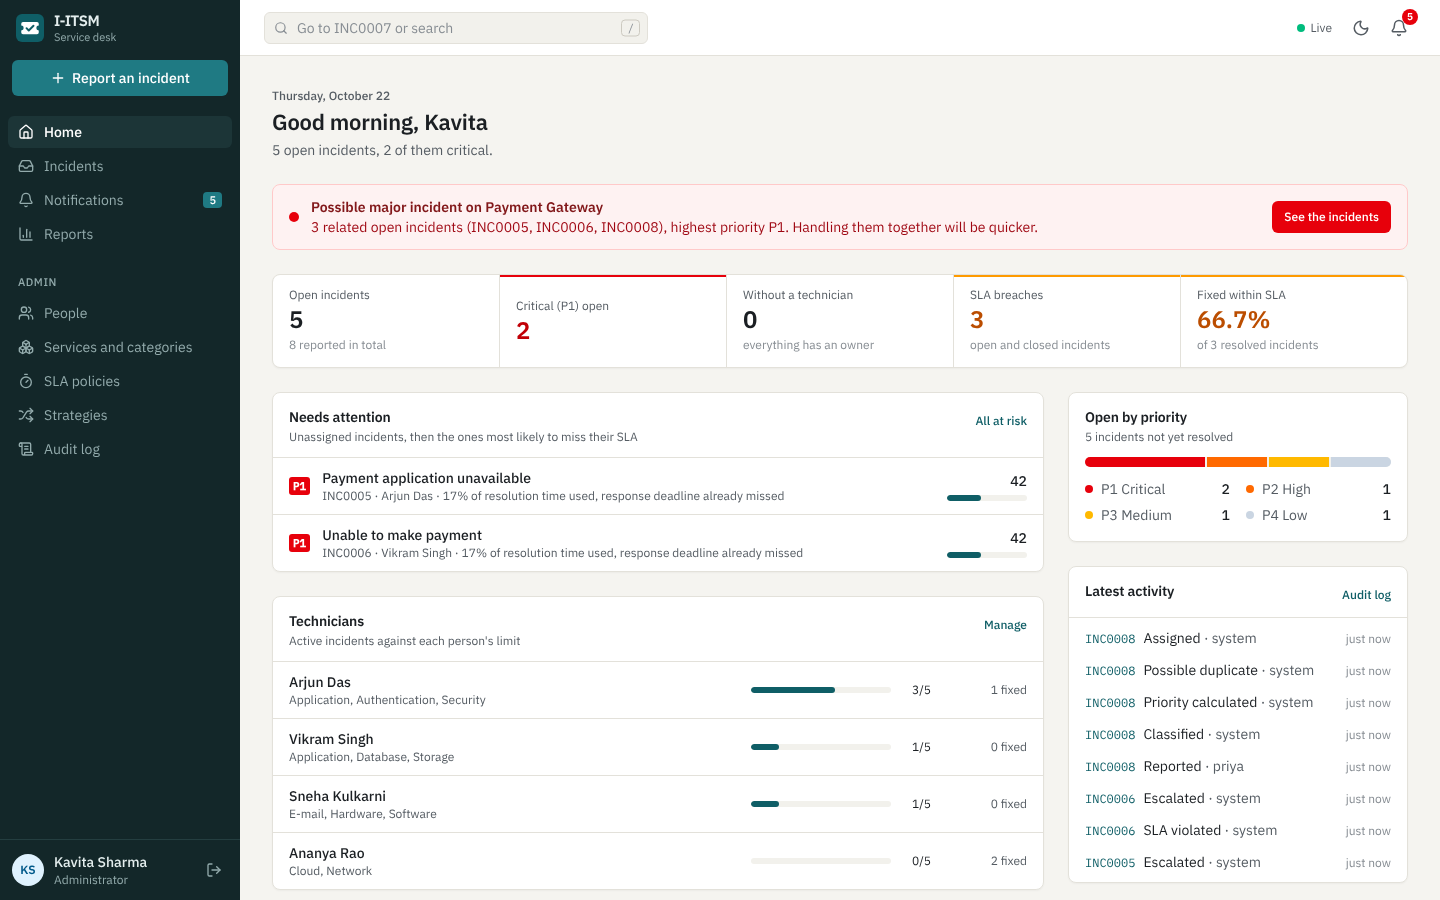 I-ITSM
Service desk
Report an incident
Home
Incidents
Notifications 5
Reports
ADMIN
People
Services and categories
SLA policies
Strategies
Audit log
KS
Kavita Sharma
Administrator
Go to INC0007 or search /
Live
5
Thursday, October 22
Good morning, Kavita
5 open incidents, 2 of them critical.
Possible major incident on Payment Gateway
3 related open incidents (INC0005, INC0006, INC0008), highest priority P1. Handling them together will be quicker.
See the incidents
Open incidents
5
8 reported in total
Critical (P1) open
2
Without a technician
0
everything has an owner
SLA breaches
3
open and closed incidents
Fixed within SLA
66.7%
of 3 resolved incidents
Needs attention
Unassigned incidents, then the ones most likely to miss their SLA
All at risk
P1 Payment application unavailable 42
INC0005 · Arjun Das · 17% of resolution time used, response deadline already missed
P1 Unable to make payment 42
INC0006 · Vikram Singh · 17% of resolution time used, response deadline already missed
Technicians
Active incidents against each person's limit
Manage
Arjun Das
Application, Authentication, Security
3/5 1 fixed
Vikram Singh
Application, Database, Storage
1/5 0 fixed
Sneha Kulkarni
E-mail, Hardware, Software
1/5 0 fixed
Ananya Rao
Cloud, Network
0/5 2 fixed
Open by priority
5 incidents not yet resolved
P1 Critical 2 P2 High 1
P3 Medium 1 P4 Low 1
Latest activity Audit log
INC0008 Assigned · system just now
INC0008 Possible duplicate · system just now
INC0008 Priority calculated · system just now
INC0008 Classified · system just now
INC0008 Reported · priya just now
INC0006 Escalated · system just now
INC0006 SLA violated · system just now
INC0005 Escalated · system just now